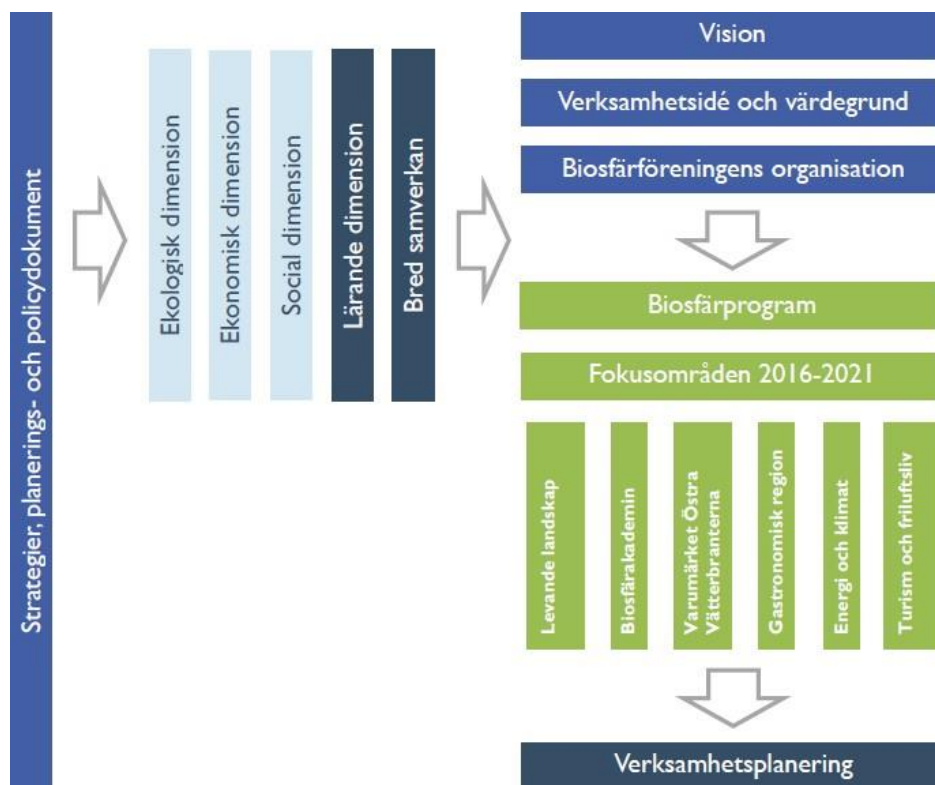 Strategier, planerings- och policydokument
Ekologisk dimension
Ekonomisk dimension
Social dimension
Lärande dimension
Bred samverkan
Vision
Verksamhetsidé och värdegrund
Biosfärföreningens organisation
Biosfärprogram
Fokusområden 2016-2021
Levande landskap
Biosfärakademin
Varumärket Östra
Vätterbranterna
Gastronomisk region
Energi och klimat
Turism och friluftsliv
Verksamhetsplanering